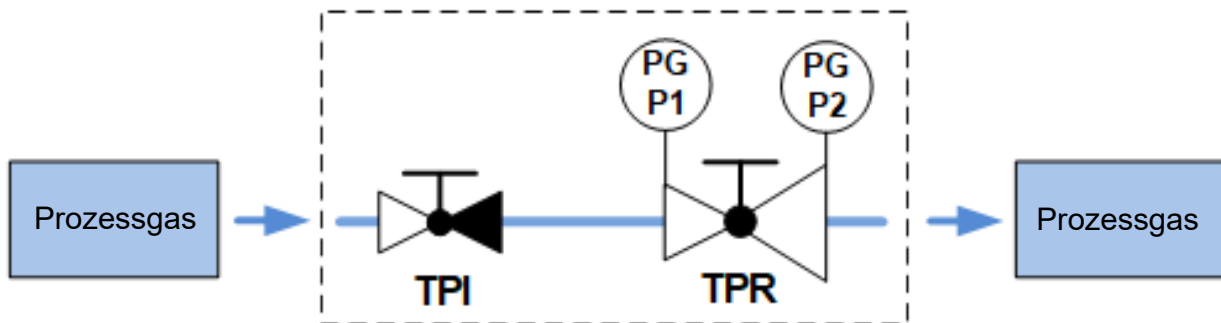 PG
P1
PG
P2
Prozessgas
Prozessgas
TPI
TPR